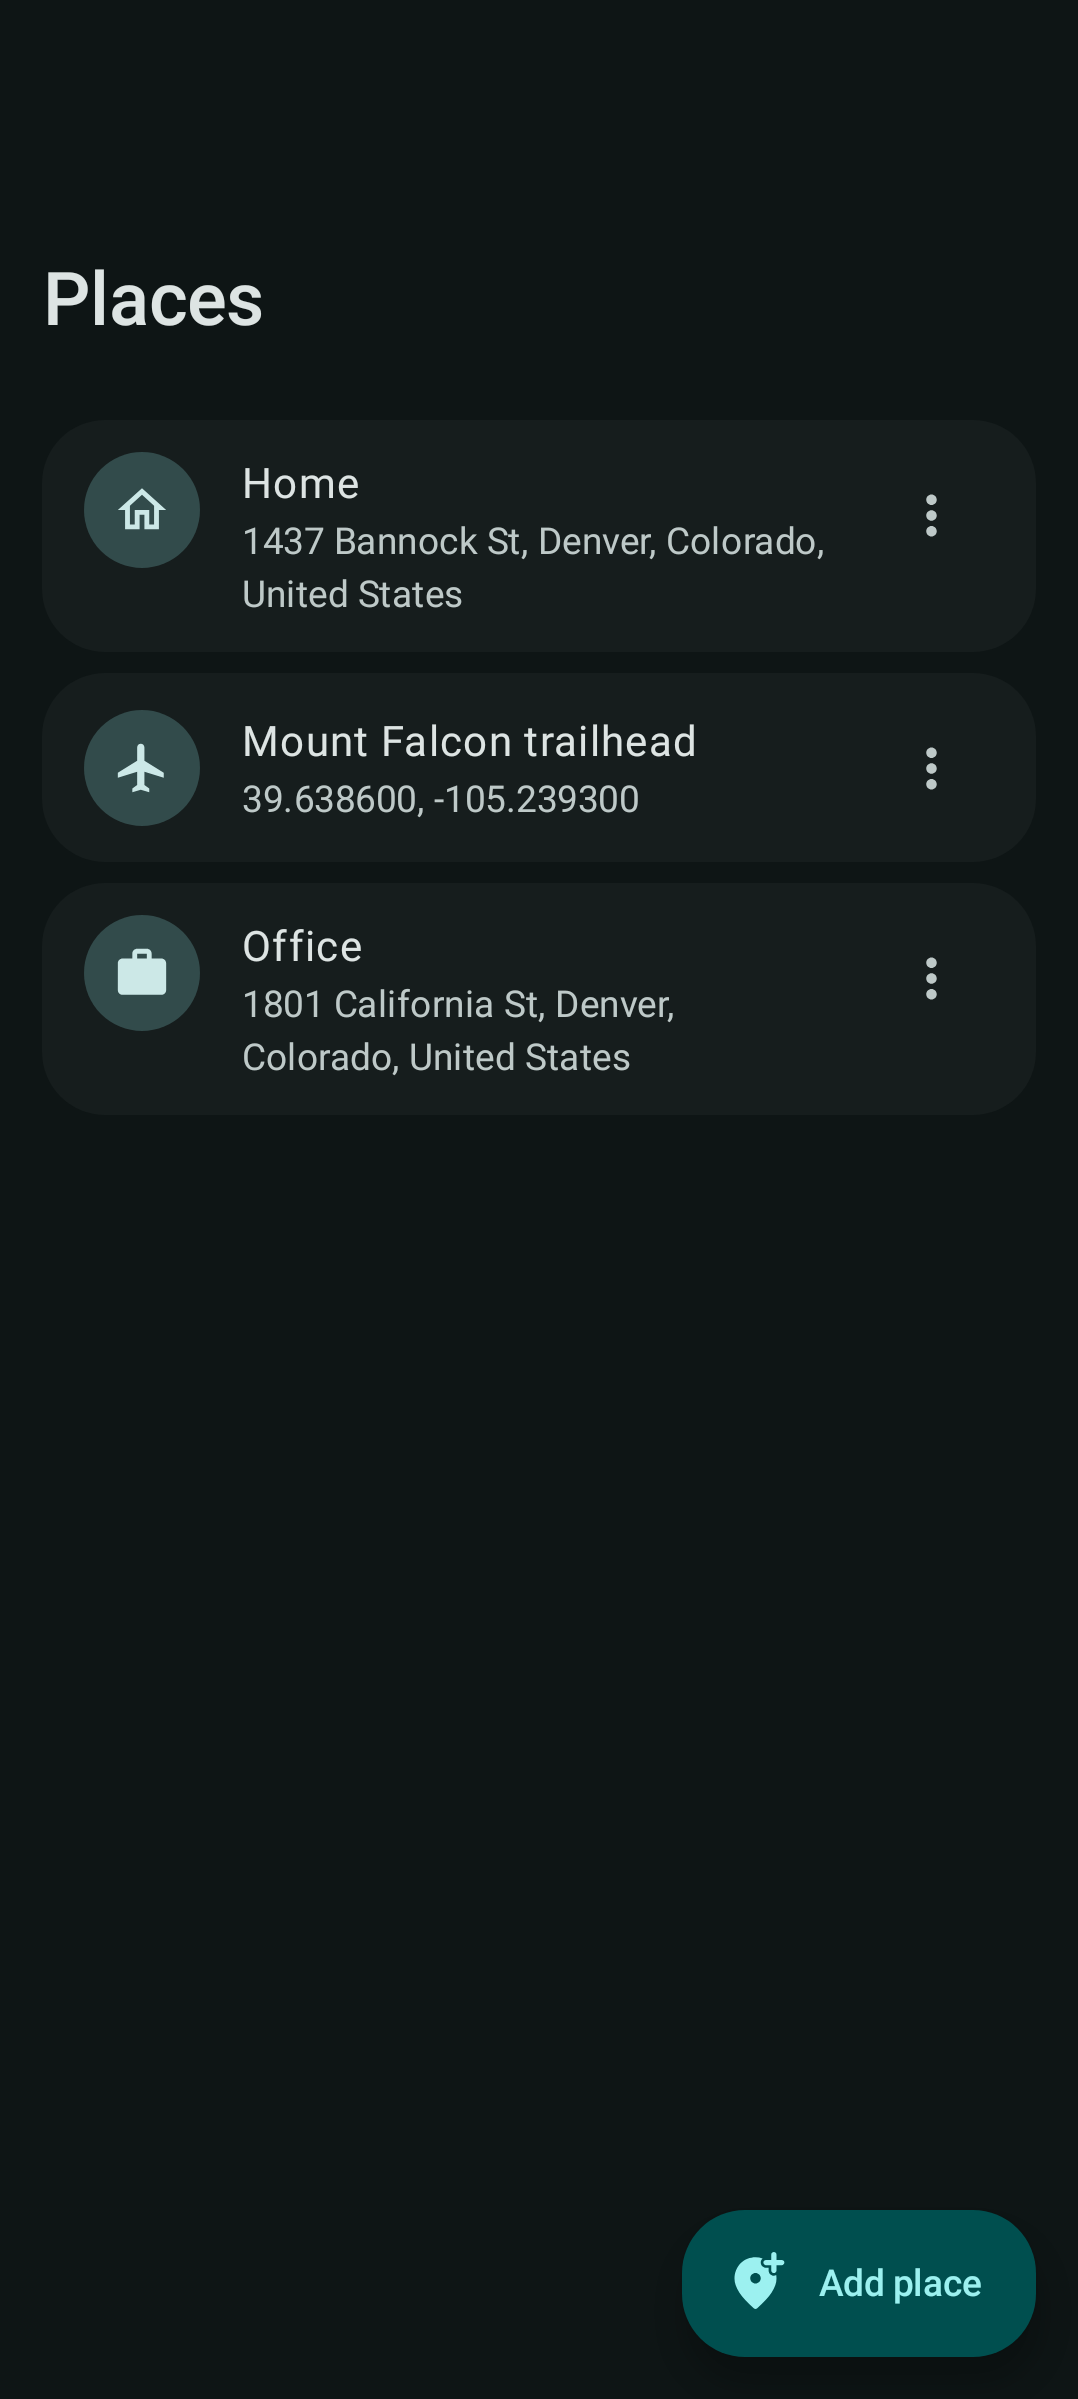 Places
Home
1437 Bannock St, Denver, Colorado,
United States
Mount Falcon trailhead
39.638600, -105.239300
Office
1801 California St, Denver,
Colorado, United States
Add place